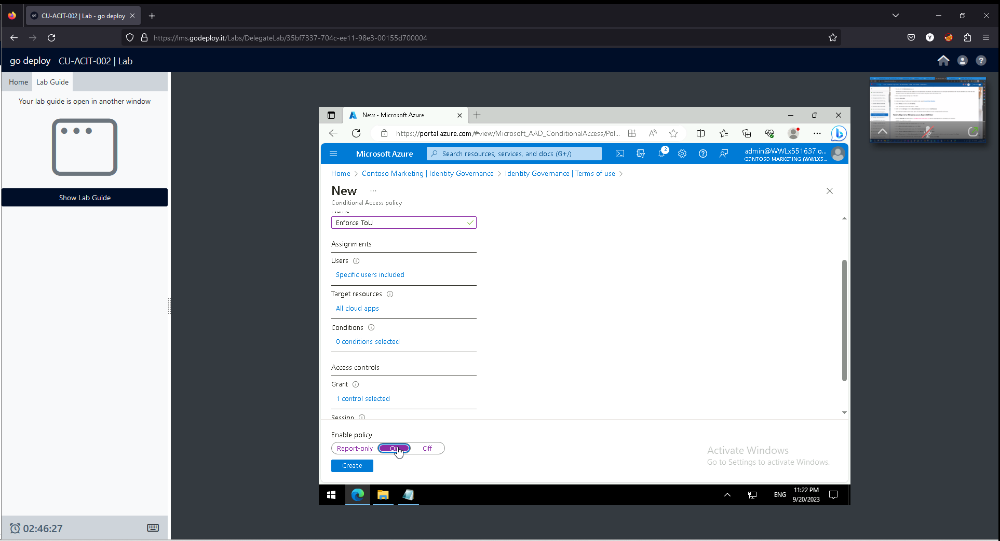 CU-ACIT-002 | Lab - go deploy
https://lms.godeploy.it/Labs/DelegateLab/35bf7337-704c-ee11-98e3-00155d700004
go deploy CU-ACIT-002 | Lab
Home Lab Guide
Your lab guide is open in another window
Show Lab Guide
New - Microsoft Azure
https://portal.azure.com/#view/Microsoft_AAD_ConditionalAccess/Pol...
Microsoft Azure
Search resources, services, and docs (G+/)
2
admin@WWLx551637.o...
CONTOSO MARKETING (WWLX5...
Home > Contoso Marketing | Identity Governance > Identity Governance | Terms of use >
New ...
Conditional Access policy
Name
Enforce ToU
Assignments
Users
Specific users included
Target resources
All cloud apps
Conditions
0 conditions selected
Access controls
Grant
1 control selected
Session
Enable policy
Report-only On Off
Create
Activate Windows
Go to Settings to activate Windows.
ENG
11:22 PM
9/20/2023
02:46:27